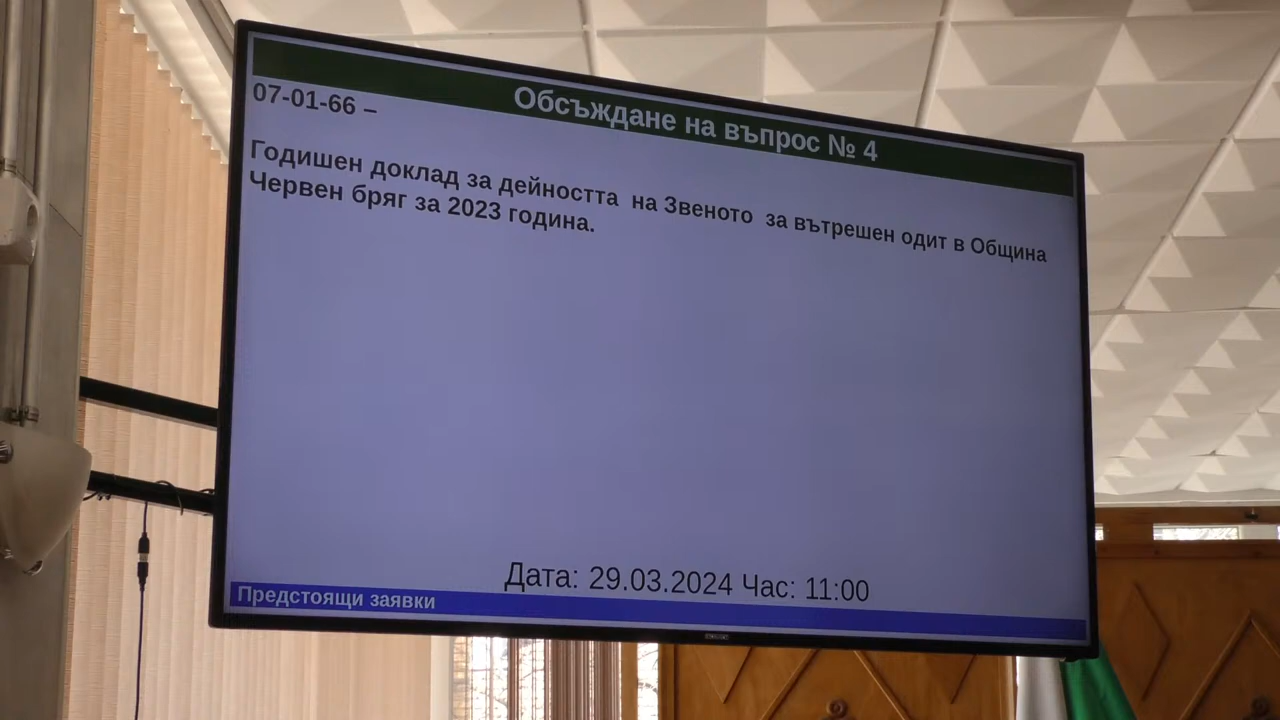 Обсъждане на въпрос № 4
07-01-66 –
Годишен доклад за дейността на Звеното за вътрешен одит в Община
Червен бряг за 2023 година.
Дата: 29.03.2024 Час: 11:00
Предстоящи заявки